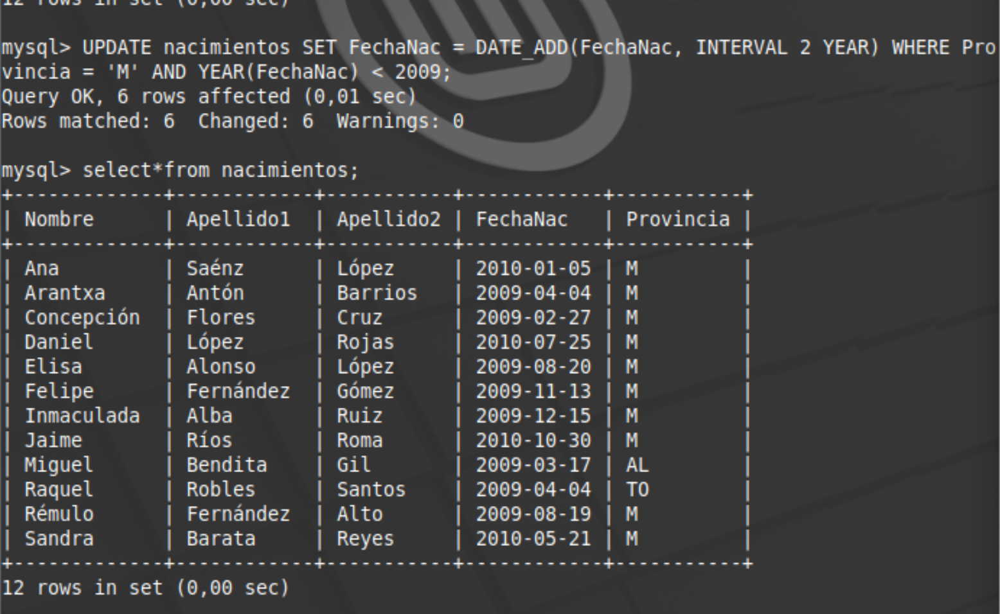 12 rows in set (0,00 sec)
mysql> UPDATE nacimientos SET FechaNac = DATE_ADD(FechaNac, INTERVAL 2 YEAR) WHERE Pro
vincia = 'M' AND YEAR(FechaNac) < 2009;
Query OK, 6 rows affected (0,01 sec)
Rows matched: 6  Changed: 6  Warnings: 0
mysql> select*from nacimientos;
+-------------+------------+-----------+------------+-----------+
| Nombre      | Apellido1  | Apellido2 | FechaNac   | Provincia |
+-------------+------------+-----------+------------+-----------+
| Ana         | Saénz      | López     | 2010-01-05 | M         |
| Arantxa     | Antón      | Barrios   | 2009-04-04 | M         |
| Concepción  | Flores     | Cruz      | 2009-02-27 | M         |
| Daniel      | López      | Rojas     | 2010-07-25 | M         |
| Elisa       | Alonso     | López     | 2009-08-20 | M         |
| Felipe      | Fernández  | Gómez     | 2009-11-13 | M         |
| Inmaculada  | Alba       | Ruiz      | 2009-12-15 | M         |
| Jaime       | Ríos       | Roma      | 2010-10-30 | M         |
| Miguel      | Bendita    | Gil       | 2009-03-17 | AL        |
| Raquel      | Robles     | Santos    | 2009-04-04 | TO        |
| Rémulo      | Fernández  | Alto      | 2009-08-19 | M         |
| Sandra      | Barata     | Reyes     | 2010-05-21 | M         |
+-------------+------------+-----------+------------+-----------+
12 rows in set (0,00 sec)